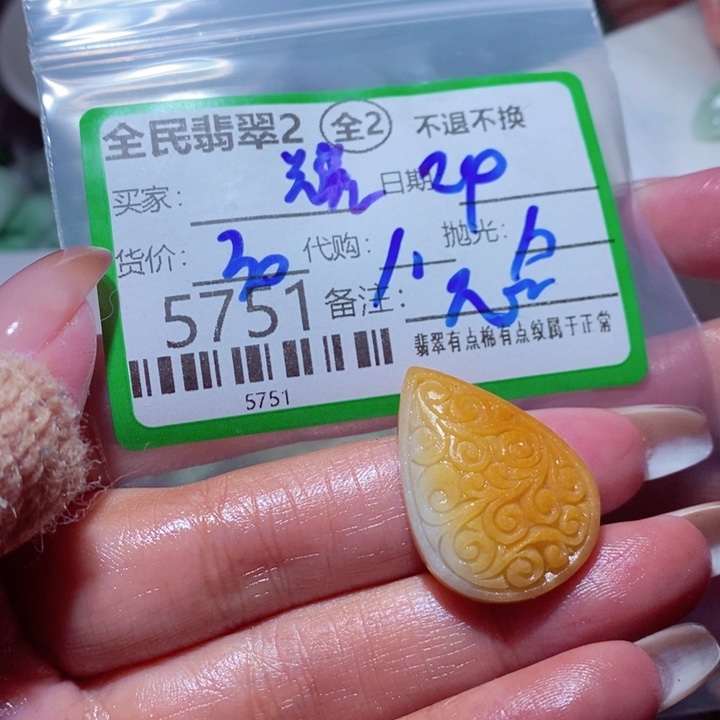 全民翡翠2 全2 不退不换
买家: 日期
货价: 30 代购: 抛光: 6
5751 备注:
翡翠有点棉有点纹属于正常
5751